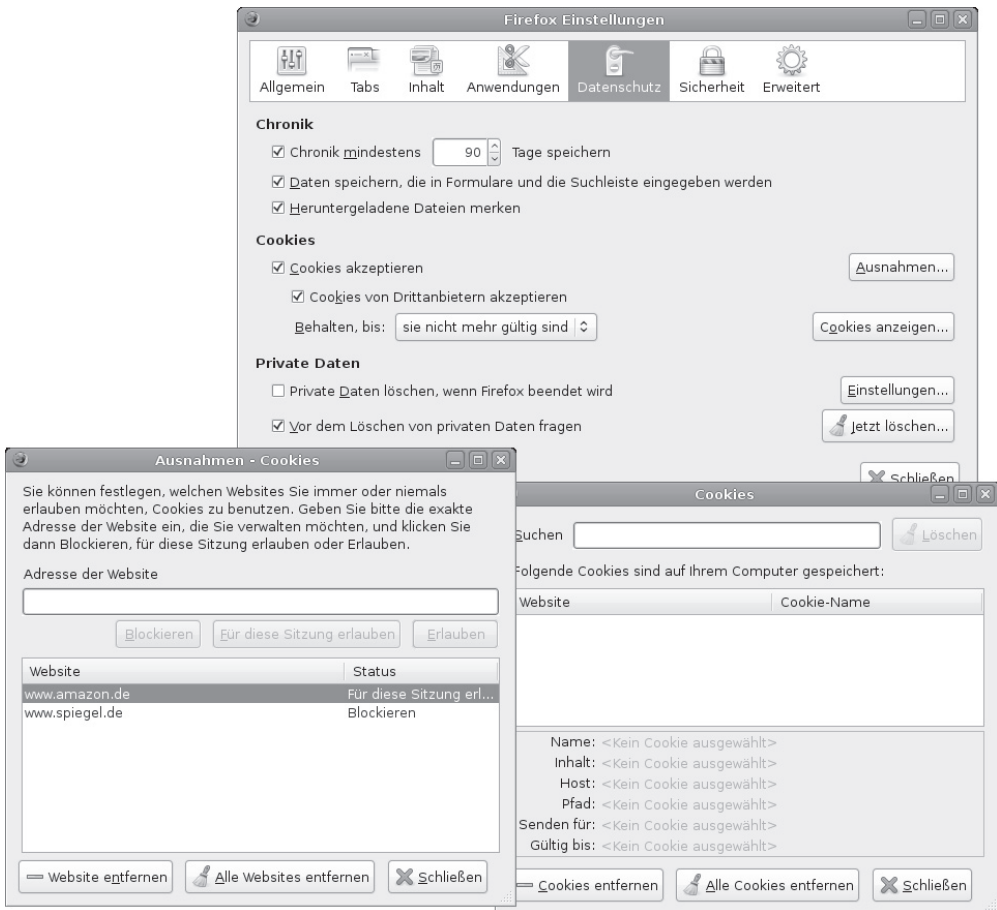 Firefox Einstellungen
Allgemein Tabs Inhalt Anwendungen Datenschutz Sicherheit Erweitert
Chronik
Chronik mindestens 90 Tage speichern
Daten speichern, die in Formulare und die Suchleiste eingegeben werden
Heruntergeladene Dateien merken
Cookies
Cookies akzeptieren Ausnahmen...
Cookies von Drittanbietern akzeptieren
Behalten, bis: sie nicht mehr gültig sind Cookies anzeigen...
Private Daten
Private Daten löschen, wenn Firefox beendet wird Einstellungen...
Vor dem Löschen von privaten Daten fragen Jetzt löschen...
Schließen
Ausnahmen - Cookies
Sie können festlegen, welchen Websites Sie immer oder niemals
erlauben möchten, Cookies zu benutzen. Geben Sie bitte die exakte
Adresse der Website ein, die Sie verwalten möchten, und klicken Sie
dann Blockieren, für diese Sitzung erlauben oder Erlauben.
Adresse der Website
Blockieren Für diese Sitzung erlauben Erlauben
Website Status
www.amazon.de Für diese Sitzung erl...
www.spiegel.de Blockieren
Website entfernen Alle Websites entfernen Schließen
Cookies
Suchen Löschen
Folgende Cookies sind auf Ihrem Computer gespeichert:
Website Cookie-Name
Name: <Kein Cookie ausgewählt>
Inhalt: <Kein Cookie ausgewählt>
Host: <Kein Cookie ausgewählt>
Pfad: <Kein Cookie ausgewählt>
Senden für: <Kein Cookie ausgewählt>
Gültig bis: <Kein Cookie ausgewählt>
Cookies entfernen Alle Cookies entfernen Schließen